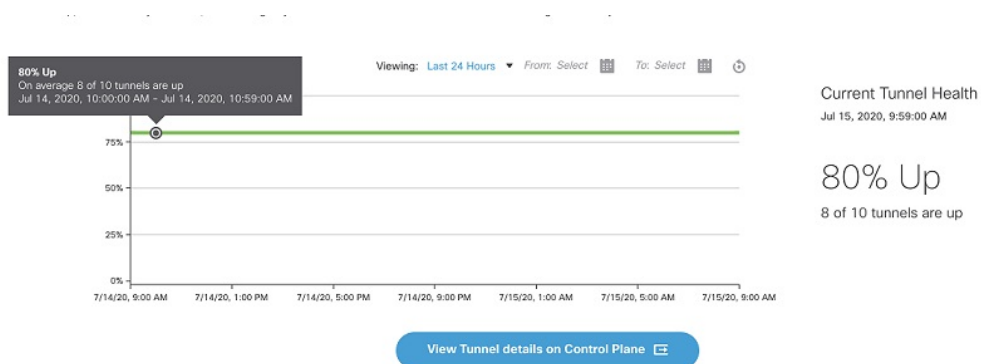 Viewing: Last 24 Hours From: Select To: Select
80% Up
On average 8 of 10 tunnels are up
Jul 14, 2020, 10:00:00 AM - Jul 14, 2020, 10:59:00 AM
75%
50%
25%
0%
7/14/20, 9:00 AM 7/14/20, 1:00 PM 7/14/20, 5:00 PM 7/14/20, 9:00 PM 7/15/20, 1:00 AM 7/15/20, 5:00 AM 7/15/20, 9:00 AM
Current Tunnel Health
Jul 15, 2020, 9:59:00 AM
80% Up
8 of 10 tunnels are up
View Tunnel details on Control Plane